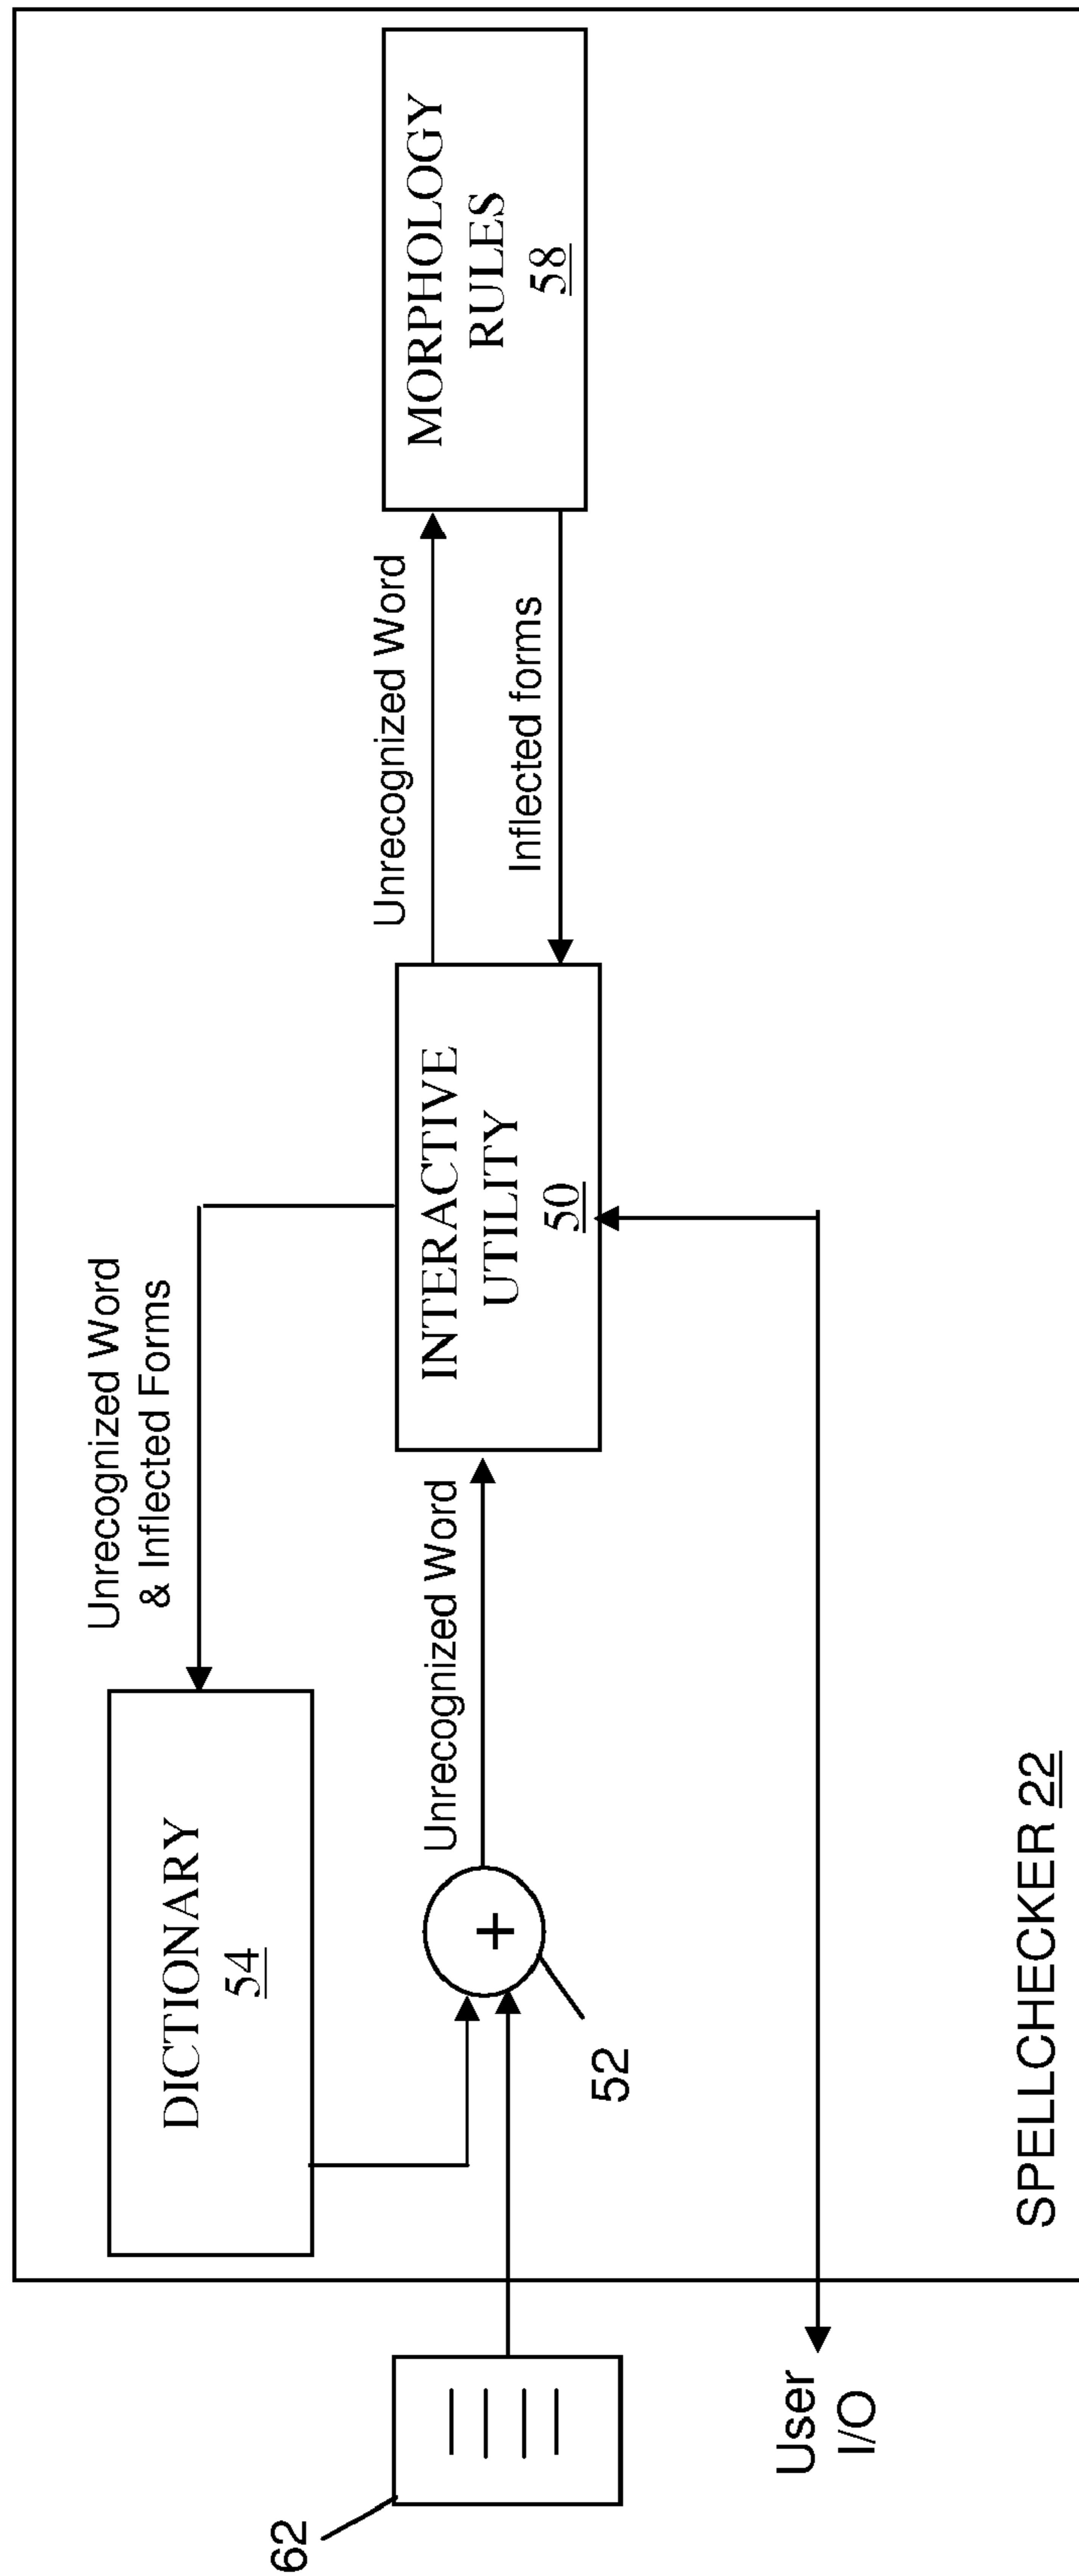 Unrecognized Word
& Inflected Forms
DICTIONARY
54
Unrecognized Word
+
52
INTERACTIVE
UTILITY
50
Unrecognized Word
Inflected forms
MORPHOLOGY
RULES
58
62
User
I/O
SPELLCHECKER 22